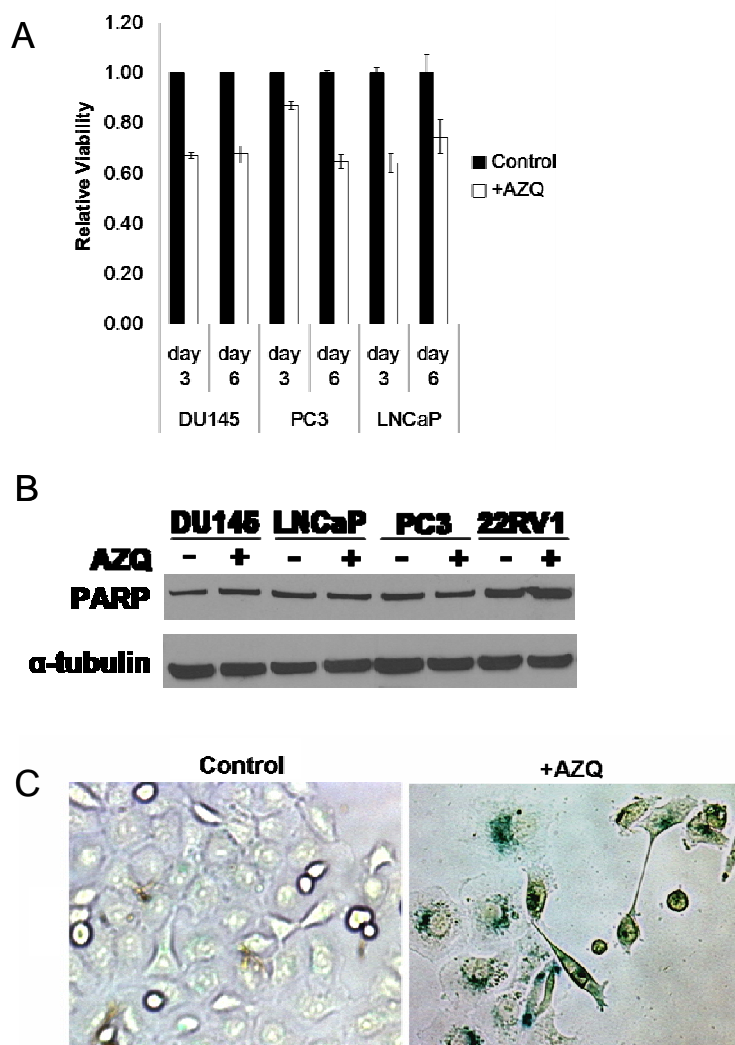 A
1.20
1.00
0.80
0.60
0.40
0.20
0.00
Relative Viability
Control
+AZQ
day 3 day 6 day 3 day 6 day 3 day 6
DU145 PC3 LNCaP
B
DU145 LNCaP PC3 22RV1
AZQ - + - + - + - +
PARP
α-tubulin
C
Control +AZQ